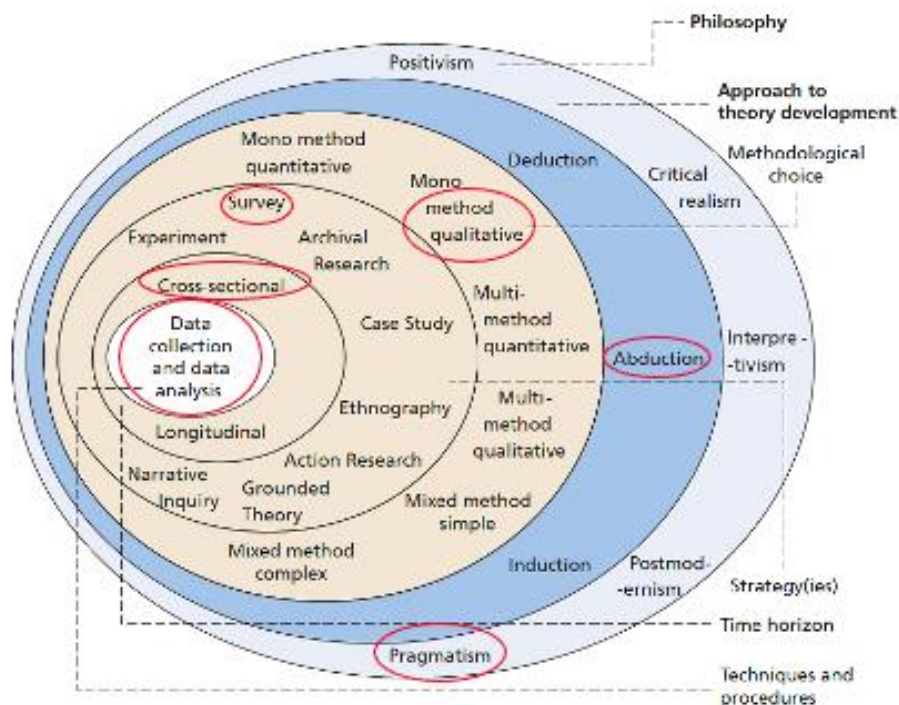 Philosophy
Positivism
Approach to
theory development
Mono method
quantitative
Deduction
Methodological
choice
Critical
realism
Mono
method
qualitative
Survey
Experiment
Archival
Research
Cross-sectional
Multi-
method
quantitative
Case Study
Data
collection
and data
analysis
Abduction
Interpre-
-tivism
Ethnography
Multi-
method
qualitative
Longitudinal
Action Research
Narrative
Inquiry
Grounded
Theory
Mixed method
simple
Mixed method
complex
Induction
Postmod-
-ernism
Strategy(ies)
Time horizon
Pragmatism
Techniques and
procedures